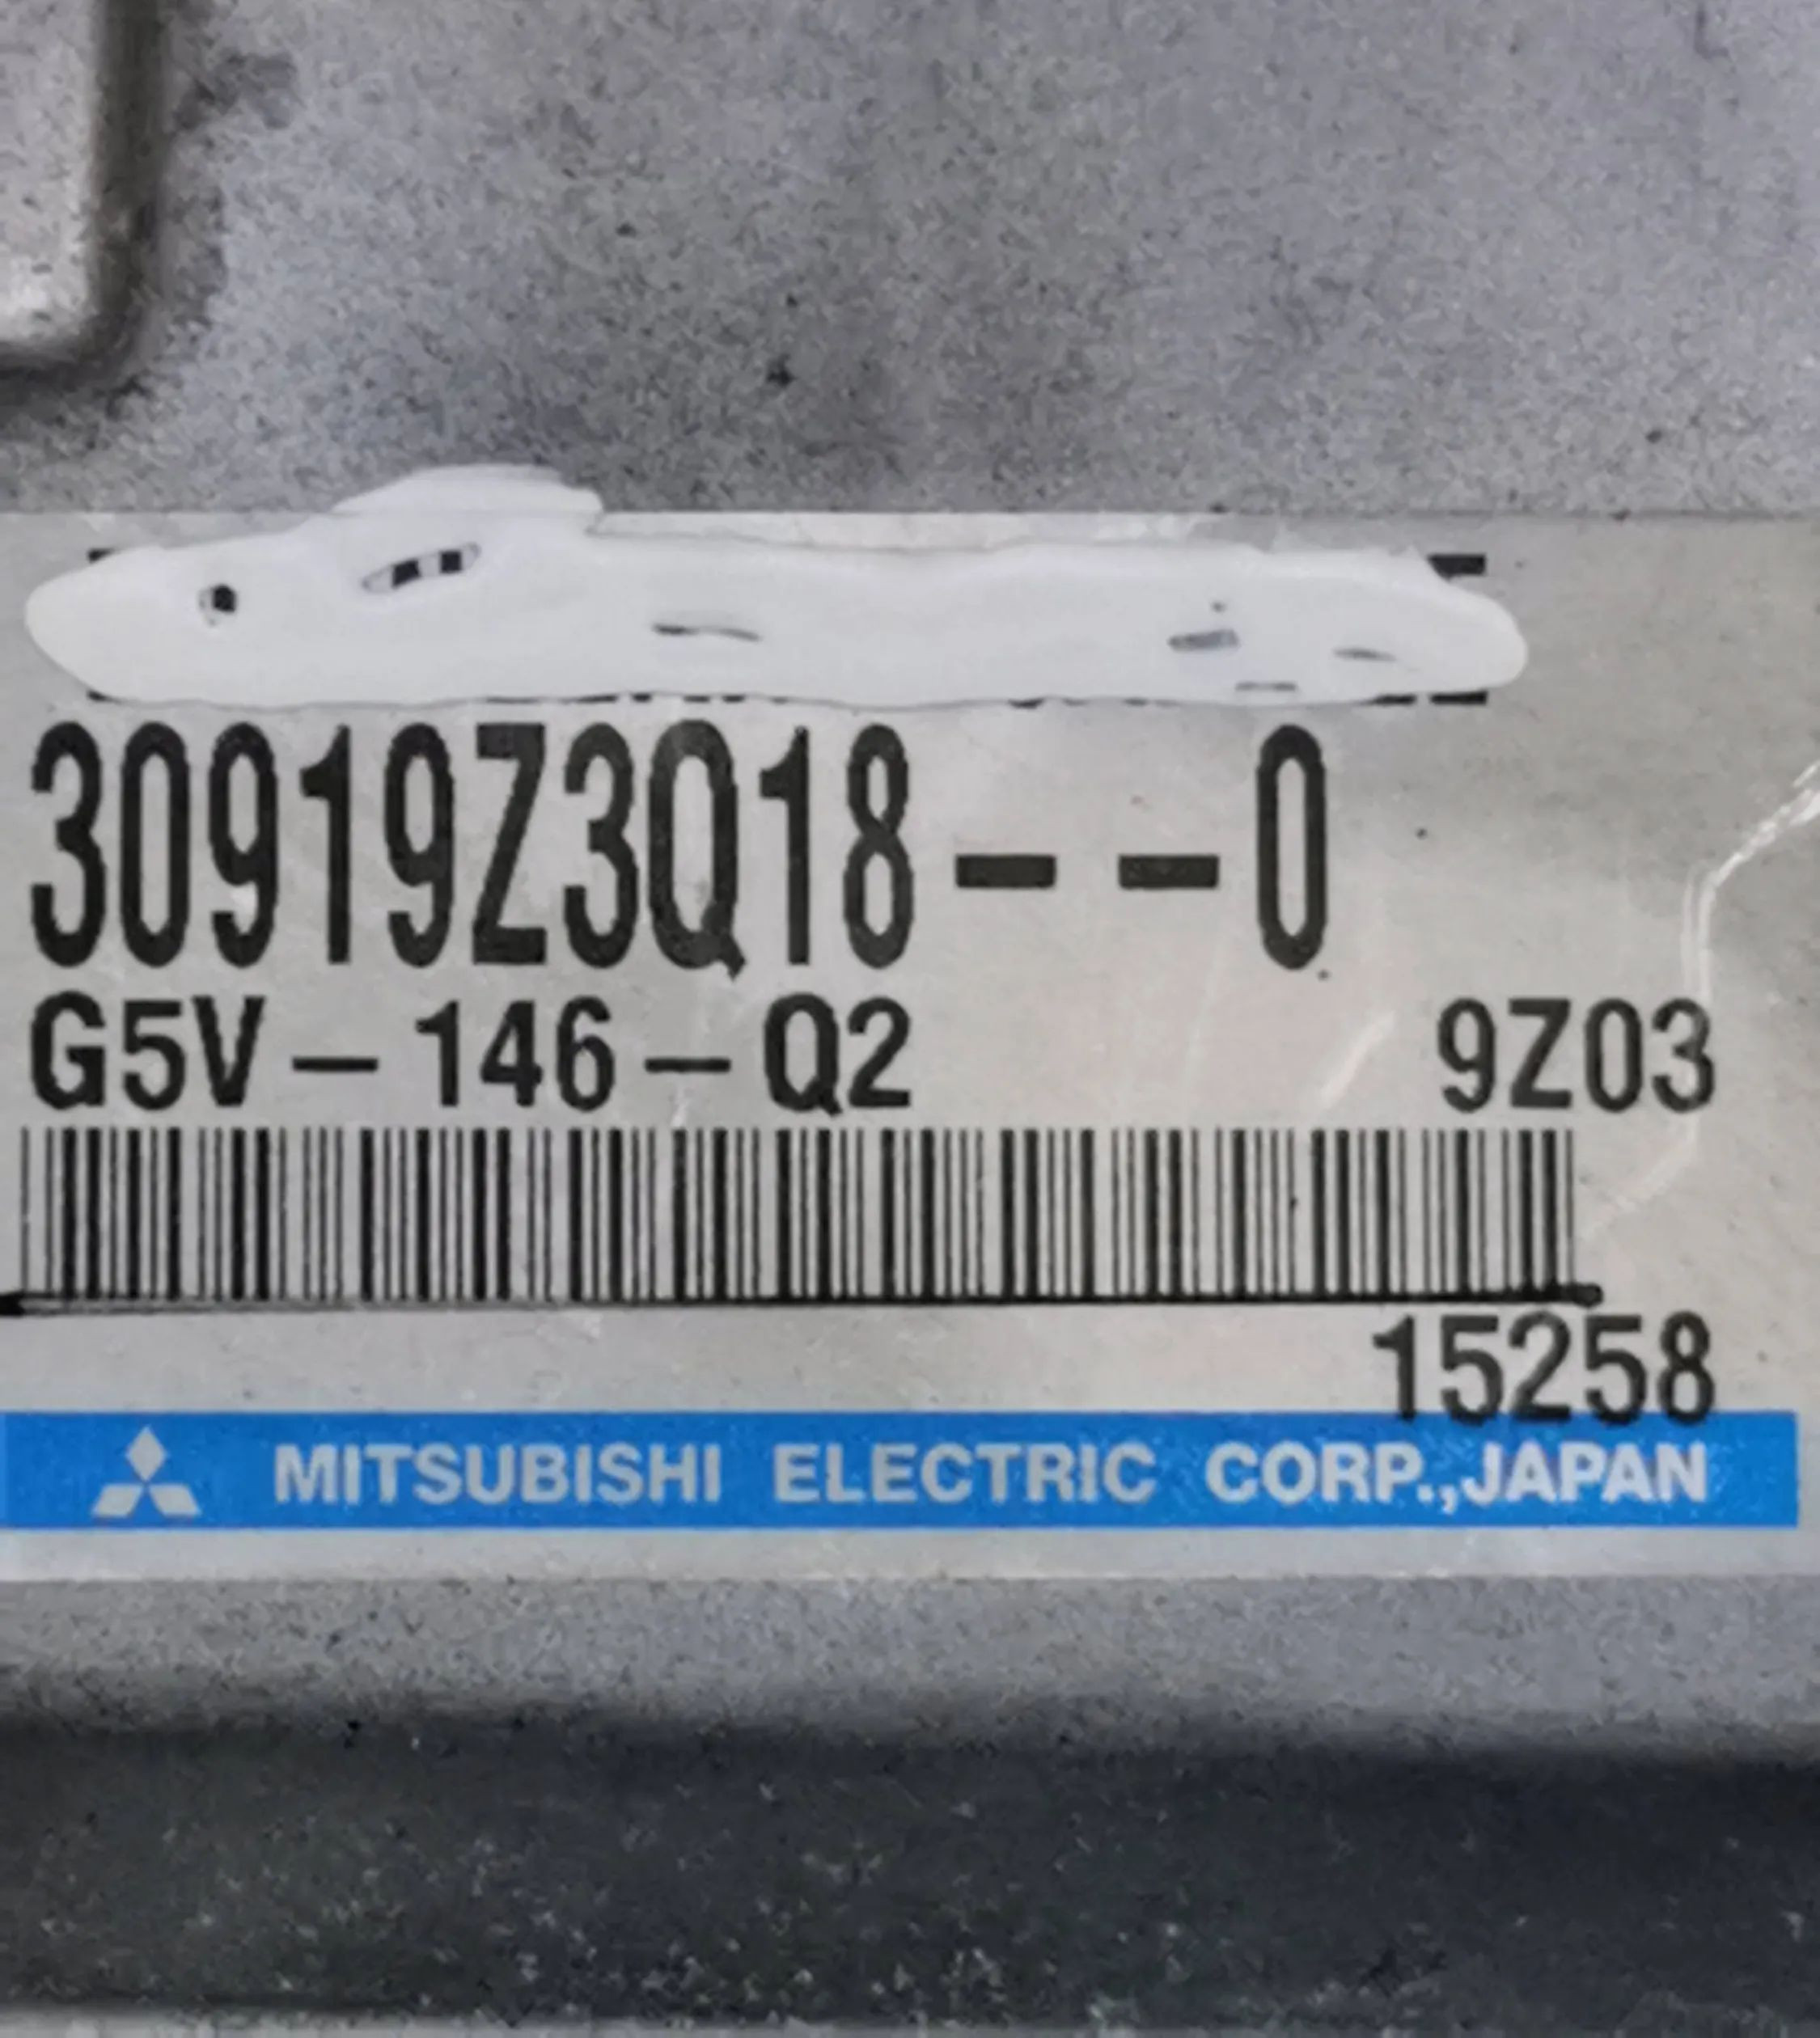 30919Z3Q18--0
G5V-146-Q2 9Z03
15258
MITSUBISHI ELECTRIC CORP.,JAPAN